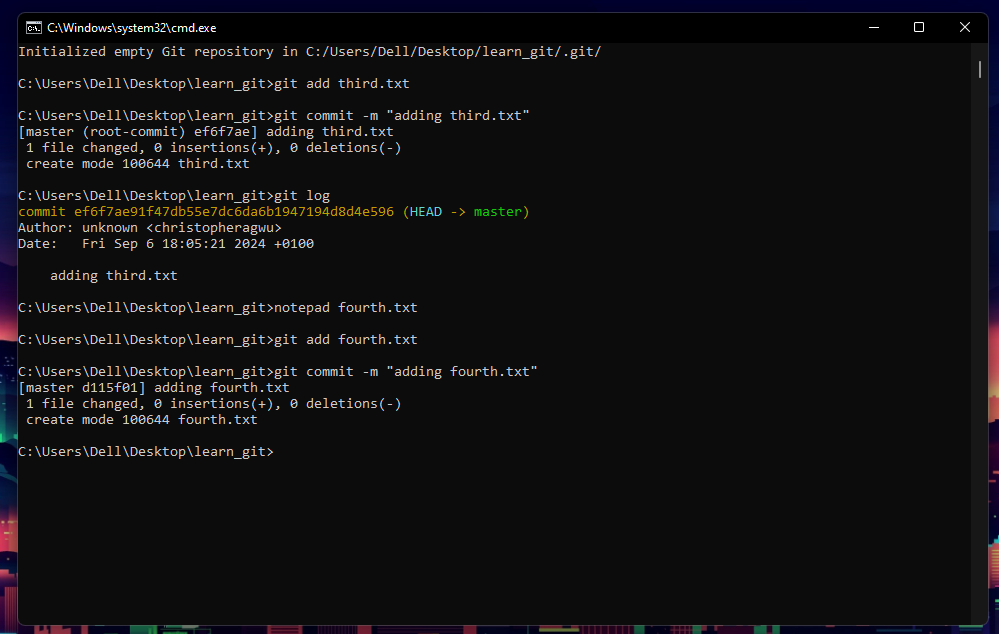 C:\Windows\system32\cmd.exe
Initialized empty Git repository in C:/Users/Dell/Desktop/learn_git/.git/
C:\Users\Dell\Desktop\learn_git>git add third.txt
C:\Users\Dell\Desktop\learn_git>git commit -m "adding third.txt"
[master (root-commit) ef6f7ae] adding third.txt
 1 file changed, 0 insertions(+), 0 deletions(-)
 create mode 100644 third.txt
C:\Users\Dell\Desktop\learn_git>git log
commit ef6f7ae91f47db55e7dc6da6b1947194d8d4e596 (HEAD -> master)
Author: unknown <christopheragwu>
Date:   Fri Sep 6 18:05:21 2024 +0100
    adding third.txt
C:\Users\Dell\Desktop\learn_git>notepad fourth.txt
C:\Users\Dell\Desktop\learn_git>git add fourth.txt
C:\Users\Dell\Desktop\learn_git>git commit -m "adding fourth.txt"
[master d115f01] adding fourth.txt
 1 file changed, 0 insertions(+), 0 deletions(-)
 create mode 100644 fourth.txt
C:\Users\Dell\Desktop\learn_git>